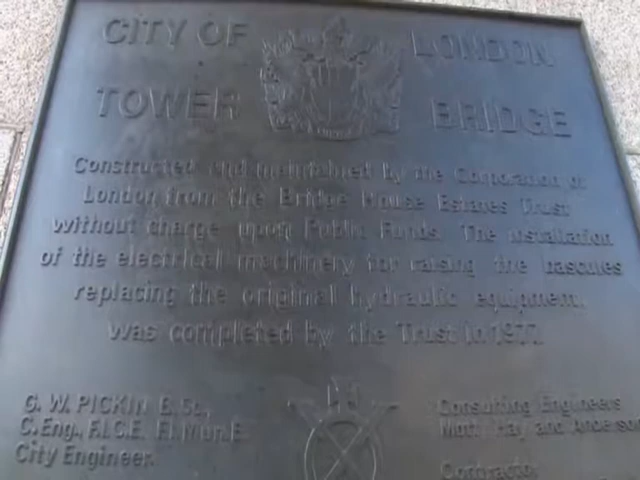 CITY OF LONDON
TOWER BRIDGE
Constructed and maintained by the Corporation of
London from the Bridge House Estates Trust
without charge upon Public Funds. The installation
of the electrical machinery for raising the bascules
replacing the original hydraulic equipment,
was completed by the Trust in 1977.
G. W. PICKIN B. Sc.,
C. Eng., F.I.C.E. F.I. Mun. E.
City Engineer.
Consulting Engineers
Mott Hay and Anderson
Contractor